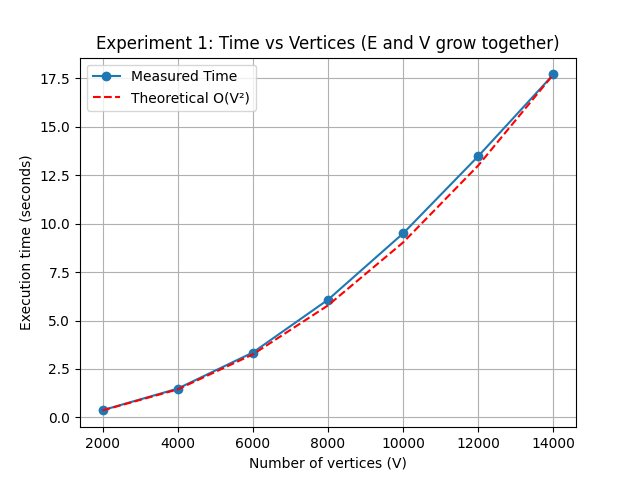 Experiment 1: Time vs Vertices (E and V grow together)
Measured Time
Theoretical O(V²)
Execution time (seconds)
17.5
15.0
12.5
10.0
7.5
5.0
2.5
0.0
2000 4000 6000 8000 10000 12000 14000
Number of vertices (V)